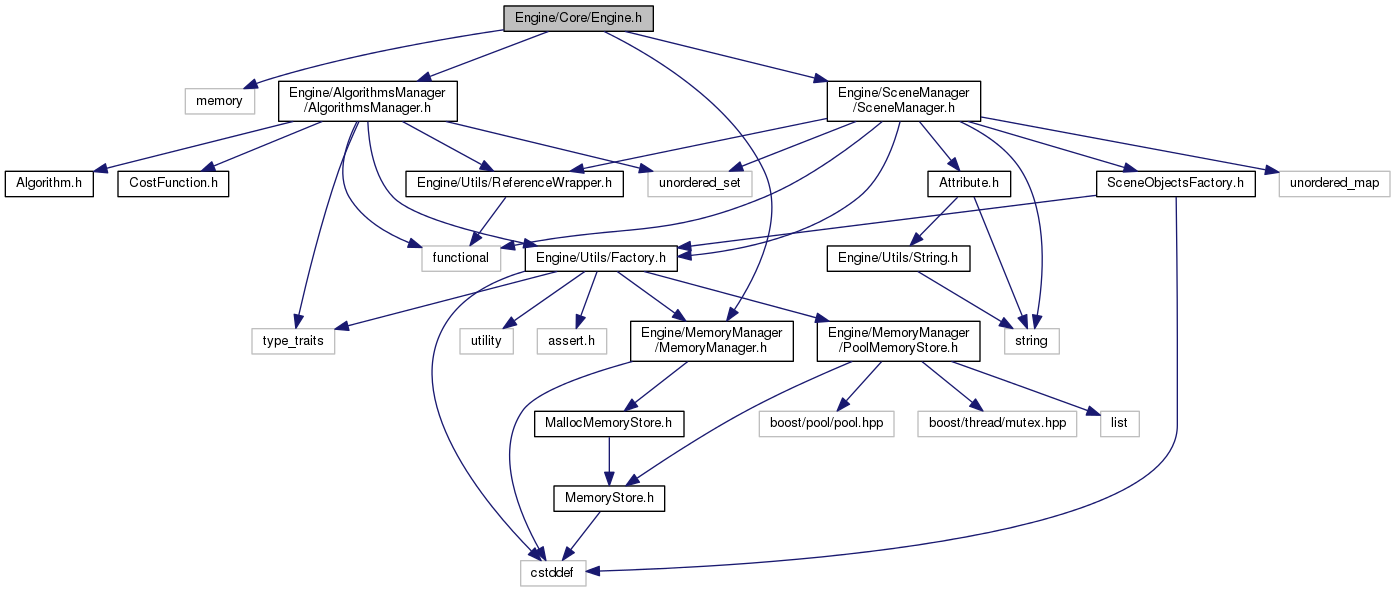 Engine/Core/Engine.h
memory
Engine/AlgorithmsManager
/AlgorithmsManager.h
Engine/SceneManager
/SceneManager.h
Algorithm.h
CostFunction.h
Engine/Utils/ReferenceWrapper.h
unordered_set
Attribute.h
SceneObjectsFactory.h
unordered_map
functional
Engine/Utils/Factory.h
Engine/Utils/String.h
type_traits
utility
assert.h
Engine/MemoryManager
/MemoryManager.h
Engine/MemoryManager
/PoolMemoryStore.h
string
MallocMemoryStore.h
boost/pool/pool.hpp
boost/thread/mutex.hpp
list
MemoryStore.h
cstddef